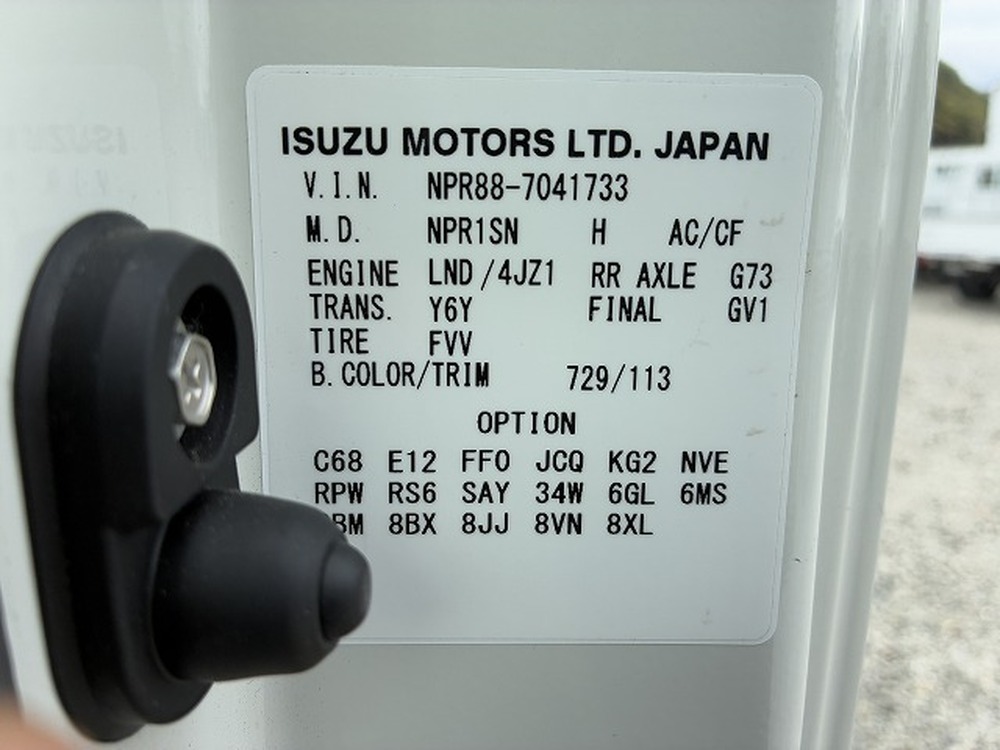 ISUZU MOTORS LTD. JAPAN
V.I.N. NPR88-7041733
M.D. NPR1SN H AC/CF
ENGINE LND/4JZ1 RR AXLE G73
TRANS. Y6Y FINAL GV1
TIRE FVV
B.COLOR/TRIM 729/113
OPTION
C68 E12 FF0 JCQ KG2 NVE
RPW RS6 SAY 34W 6GL 6MS
8BX 8JJ 8VN 8XL